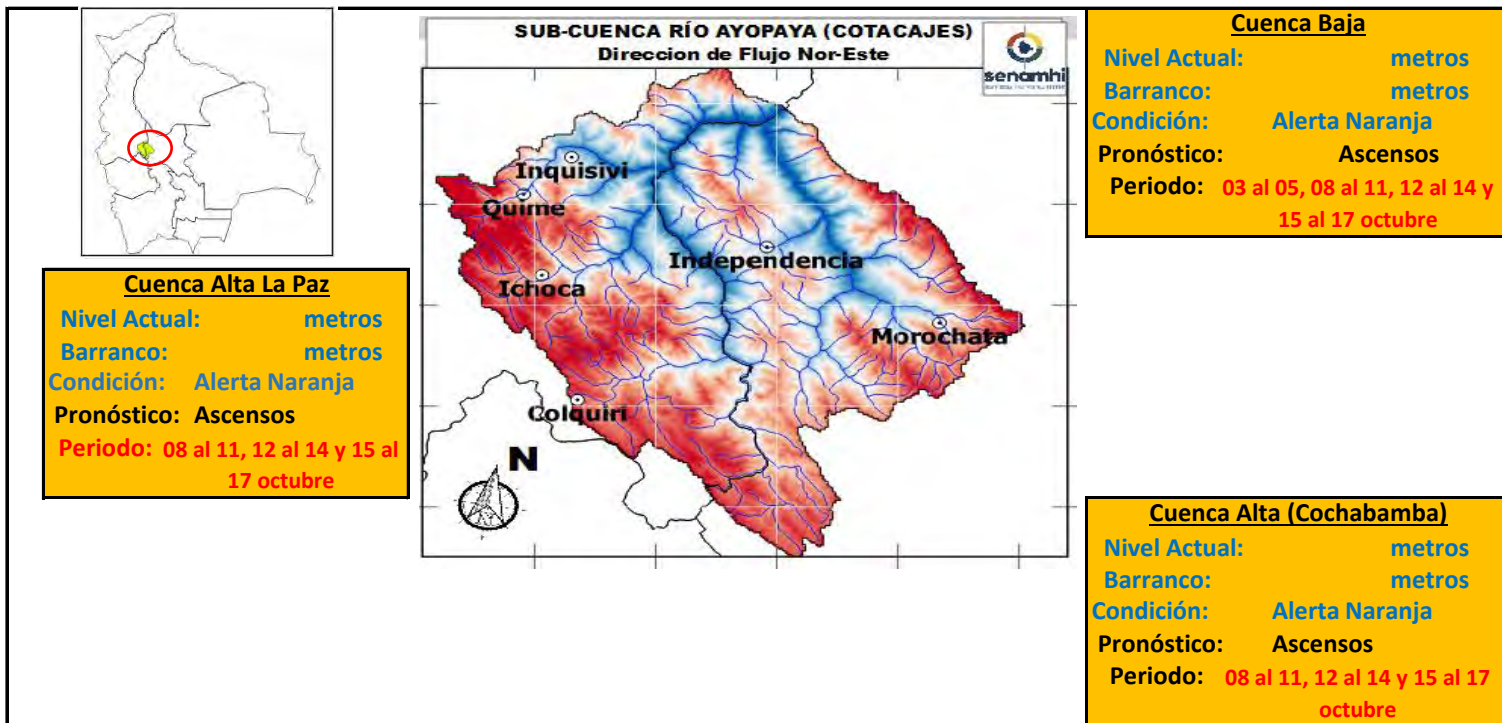 SUB-CUENCA RÍO AYOPAYA (COTACAJES)
Direccion de Flujo Nor-Este
senamhi
Inquisivi
Quime
Independencia
Ichoca
Morochata
Colquiri
N
Cuenca Baja
Nivel Actual: metros
Barranco: metros
Condición: Alerta Naranja
Pronóstico: Ascensos
Periodo: 03 al 05, 08 al 11, 12 al 14 y
15 al 17 octubre
Cuenca Alta La Paz
Nivel Actual: metros
Barranco: metros
Condición: Alerta Naranja
Pronóstico: Ascensos
Periodo: 08 al 11, 12 al 14 y 15 al
17 octubre
Cuenca Alta (Cochabamba)
Nivel Actual: metros
Barranco: metros
Condición: Alerta Naranja
Pronóstico: Ascensos
Periodo: 08 al 11, 12 al 14 y 15 al 17
octubre